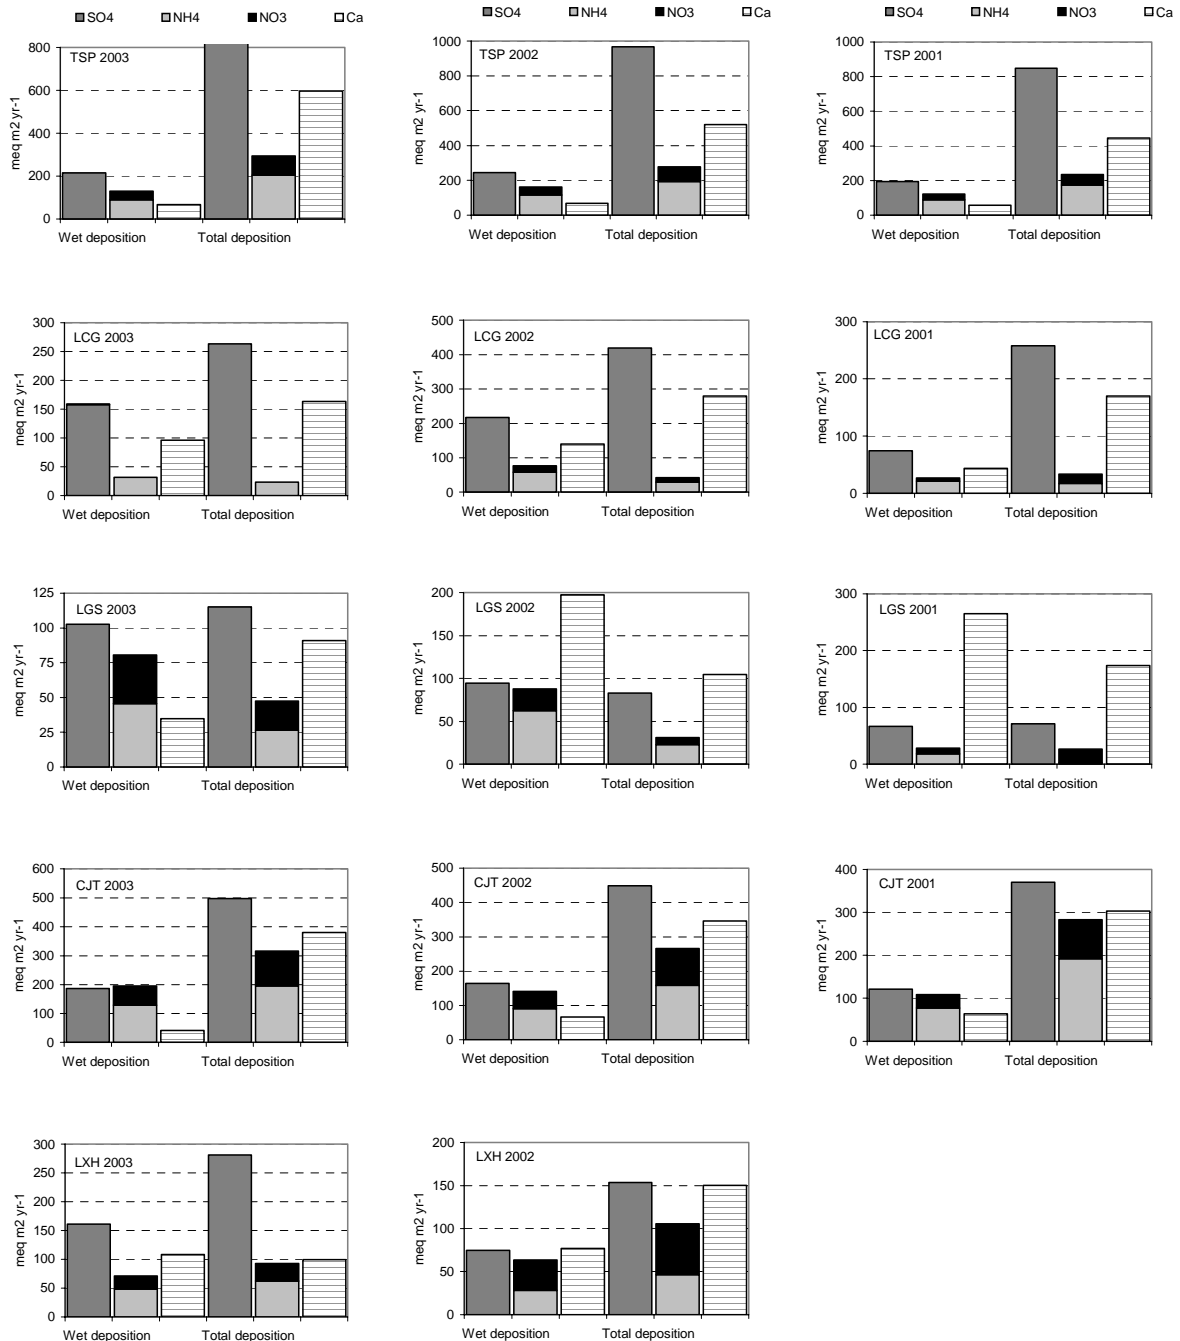 SO4 NH4 NO3 Ca
SO4 NH4 NO3 Ca
SO4 NH4 NO3 Ca
TSP 2003
meq m2 yr-1
800
600
400
200
0
Wet deposition Total deposition
TSP 2002
meq m2 yr-1
1000
800
600
400
200
0
Wet deposition Total deposition
TSP 2001
meq m2 yr-1
1000
800
600
400
200
0
Wet deposition Total deposition
LCG 2003
meq m2 yr-1
300
250
200
150
100
50
0
Wet deposition Total deposition
LCG 2002
meq m2 yr-1
500
400
300
200
100
0
Wet deposition Total deposition
LCG 2001
meq m2 yr-1
300
200
100
0
Wet deposition Total deposition
LGS 2003
meq m2 yr-1
125
100
75
50
25
0
Wet deposition Total deposition
LGS 2002
meq m2 yr-1
200
150
100
50
0
Wet deposition Total deposition
LGS 2001
meq m2 yr-1
300
200
100
0
Wet deposition Total deposition
CJT 2003
meq m2 yr-1
600
500
400
300
200
100
0
Wet deposition Total deposition
CJT 2002
meq m2 yr-1
500
400
300
200
100
0
Wet deposition Total deposition
CJT 2001
meq m2 yr-1
400
300
200
100
0
Wet deposition Total deposition
LXH 2003
meq m2 yr-1
300
250
200
150
100
50
0
Wet deposition Total deposition
LXH 2002
meq m2 yr-1
200
150
100
50
0
Wet deposition Total deposition